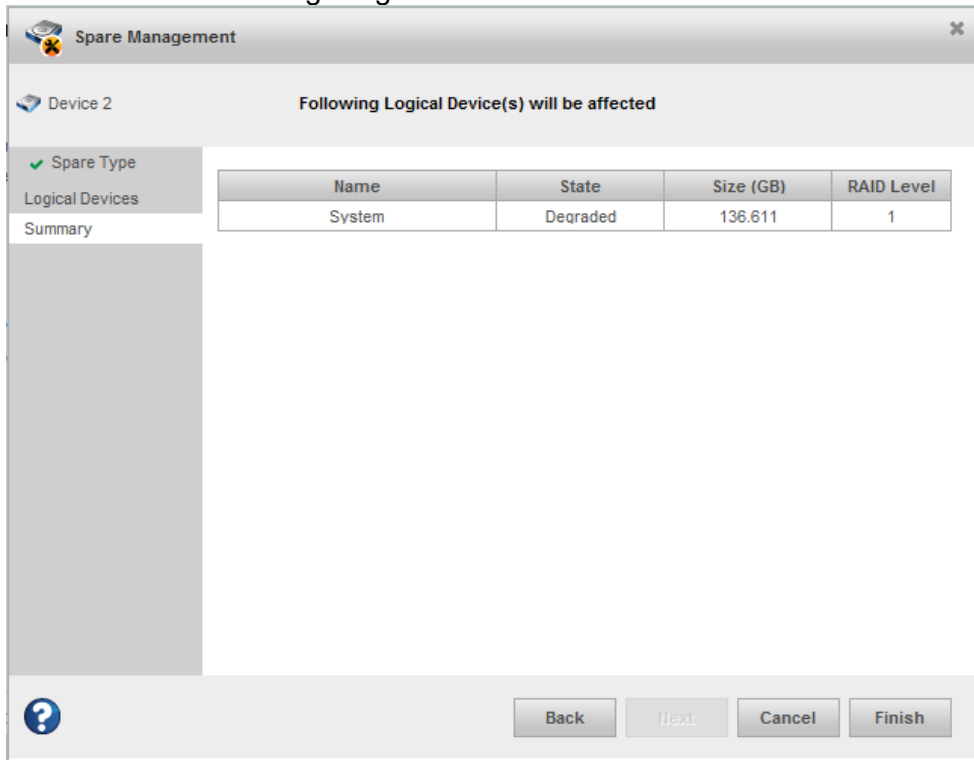 Spare Management
Device 2
Following Logical Device(s) will be affected
Spare Type
Logical Devices
Summary
Name State Size (GB) RAID Level
System Degraded 136.611 1
Back Next Cancel Finish